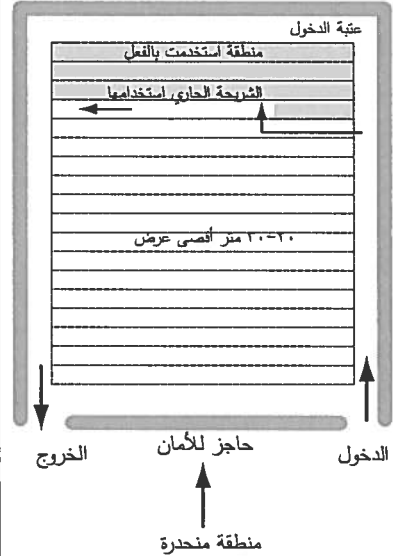 عتبة الدخول
منطقة استخدمت بالفعل
الشريحة الجاري استخدامها
٢٠-٣٠ متر أقصى عرض
الدخول
الخروج
حاجز للأمان
منطقة منحدرة